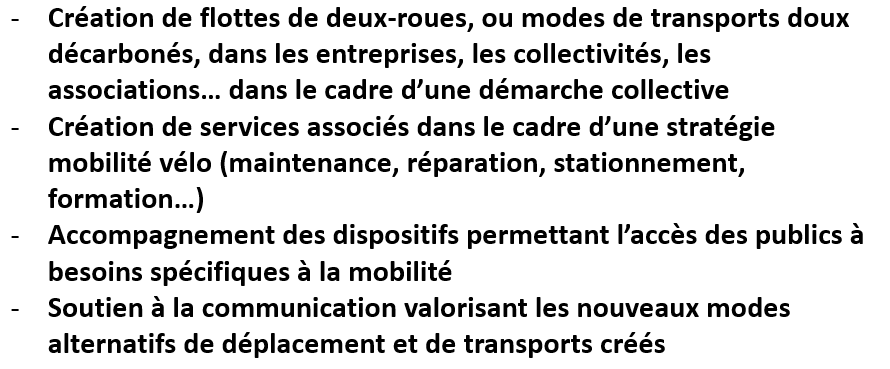 - Création de flottes de deux-roues, ou modes de transports doux
décarbonés, dans les entreprises, les collectivités, les
associations… dans le cadre d’une démarche collective
- Création de services associés dans le cadre d’une stratégie
mobilité vélo (maintenance, réparation, stationnement,
formation…)
- Accompagnement des dispositifs permettant l’accès des publics à
besoins spécifiques à la mobilité
- Soutien à la communication valorisant les nouveaux modes
alternatifs de déplacement et de transports créés